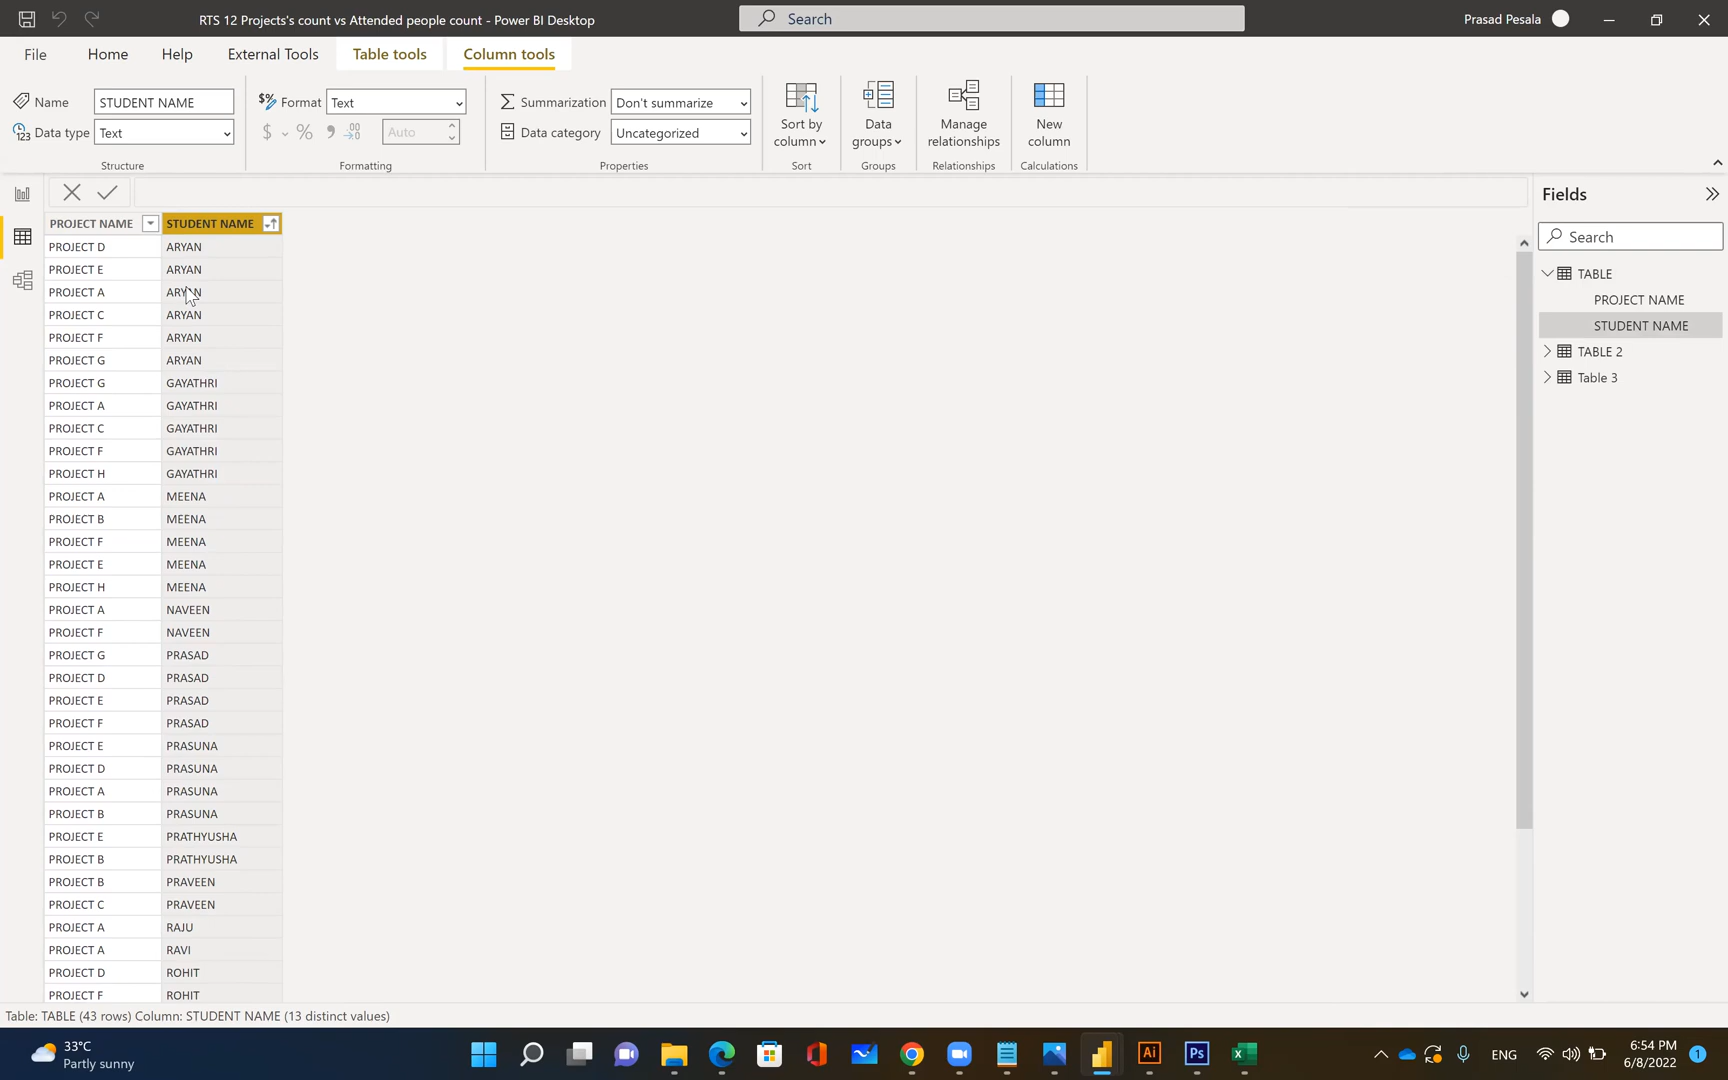 RTS 12 Projects's count vs Attended people count - Power BI Desktop
Search
Prasad Pesala
File Home Help External Tools Table tools Column tools
Name STUDENT NAME
Data type Text
Structure
Format Text
$ % 9 .00 Auto
Formatting
Summarization Don't summarize
Data category Uncategorized
Properties
Sort by column
Sort
Data groups
Groups
Manage relationships
Relationships
New column
Calculations
PROJECT NAME STUDENT NAME
PROJECT D ARYAN
PROJECT E ARYAN
PROJECT A ARYAN
PROJECT C ARYAN
PROJECT F ARYAN
PROJECT G ARYAN
PROJECT G GAYATHRI
PROJECT A GAYATHRI
PROJECT C GAYATHRI
PROJECT F GAYATHRI
PROJECT H GAYATHRI
PROJECT A MEENA
PROJECT B MEENA
PROJECT F MEENA
PROJECT E MEENA
PROJECT H MEENA
PROJECT A NAVEEN
PROJECT F NAVEEN
PROJECT G PRASAD
PROJECT D PRASAD
PROJECT E PRASAD
PROJECT F PRASAD
PROJECT E PRASUNA
PROJECT D PRASUNA
PROJECT A PRASUNA
PROJECT B PRASUNA
PROJECT E PRATHYUSHA
PROJECT B PRATHYUSHA
PROJECT B PRAVEEN
PROJECT C PRAVEEN
PROJECT A RAJU
PROJECT A RAVI
PROJECT D ROHIT
PROJECT F ROHIT
Fields
Search
TABLE
PROJECT NAME
STUDENT NAME
TABLE 2
Table 3
Table: TABLE (43 rows) Column: STUDENT NAME (13 distinct values)
33°C
Partly sunny
Ai Ps
ENG
6:54 PM
6/8/2022
1